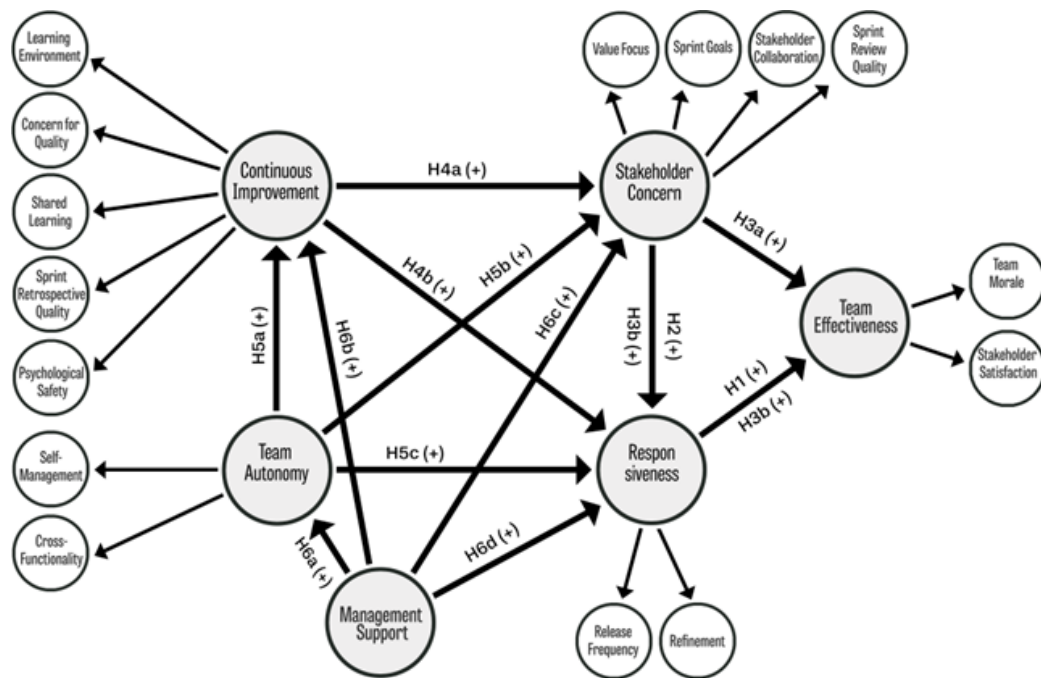 Learning
Environment
Concern for
Quality
Shared
Learning
Sprint
Retrospective
Quality
Psychological
Safety
Self-
Management
Cross-
Functionality
Continuous
Improvement
Team
Autonomy
Management
Support
Value Focus
Sprint Goals
Stakeholder
Collaboration
Sprint
Review
Quality
Stakeholder
Concern
Respon
siveness
Release
Frequency
Refinement
Team
Effectiveness
Team
Morale
Stakeholder
Satisfaction
H4a (+)
H4b (+)
H5b (+)
H6c (+)
H3a (+)
H3b (+)
H2 (+)
H5a (+)
H6b (+)
H5c (+)
H1 (+)
H3b (+)
H6a (+)
H6d (+)